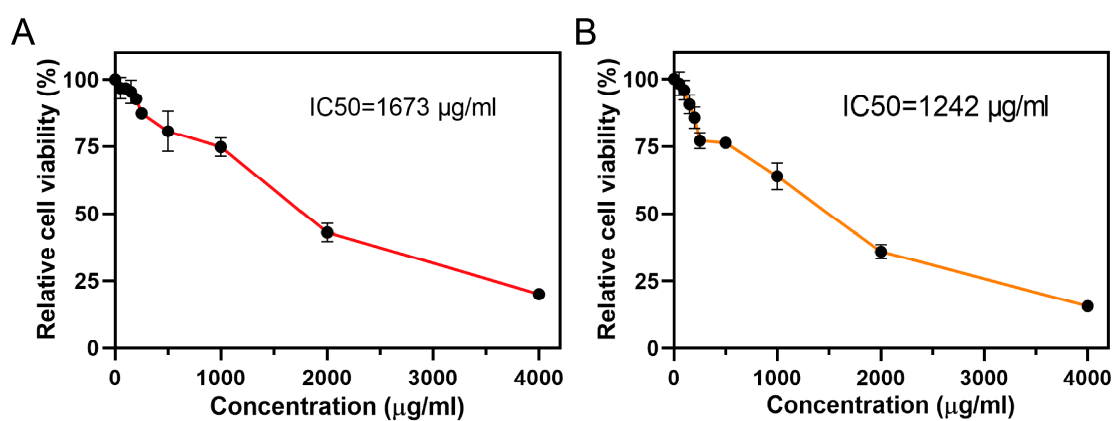 A
Relative cell viability (%)
100
75
50
25
0
IC50=1673 μg/ml
0 1000 2000 3000 4000
Concentration (μg/ml)
B
Relative cell viability (%)
100
75
50
25
0
IC50=1242 μg/ml
0 1000 2000 3000 4000
Concentration (μg/ml)